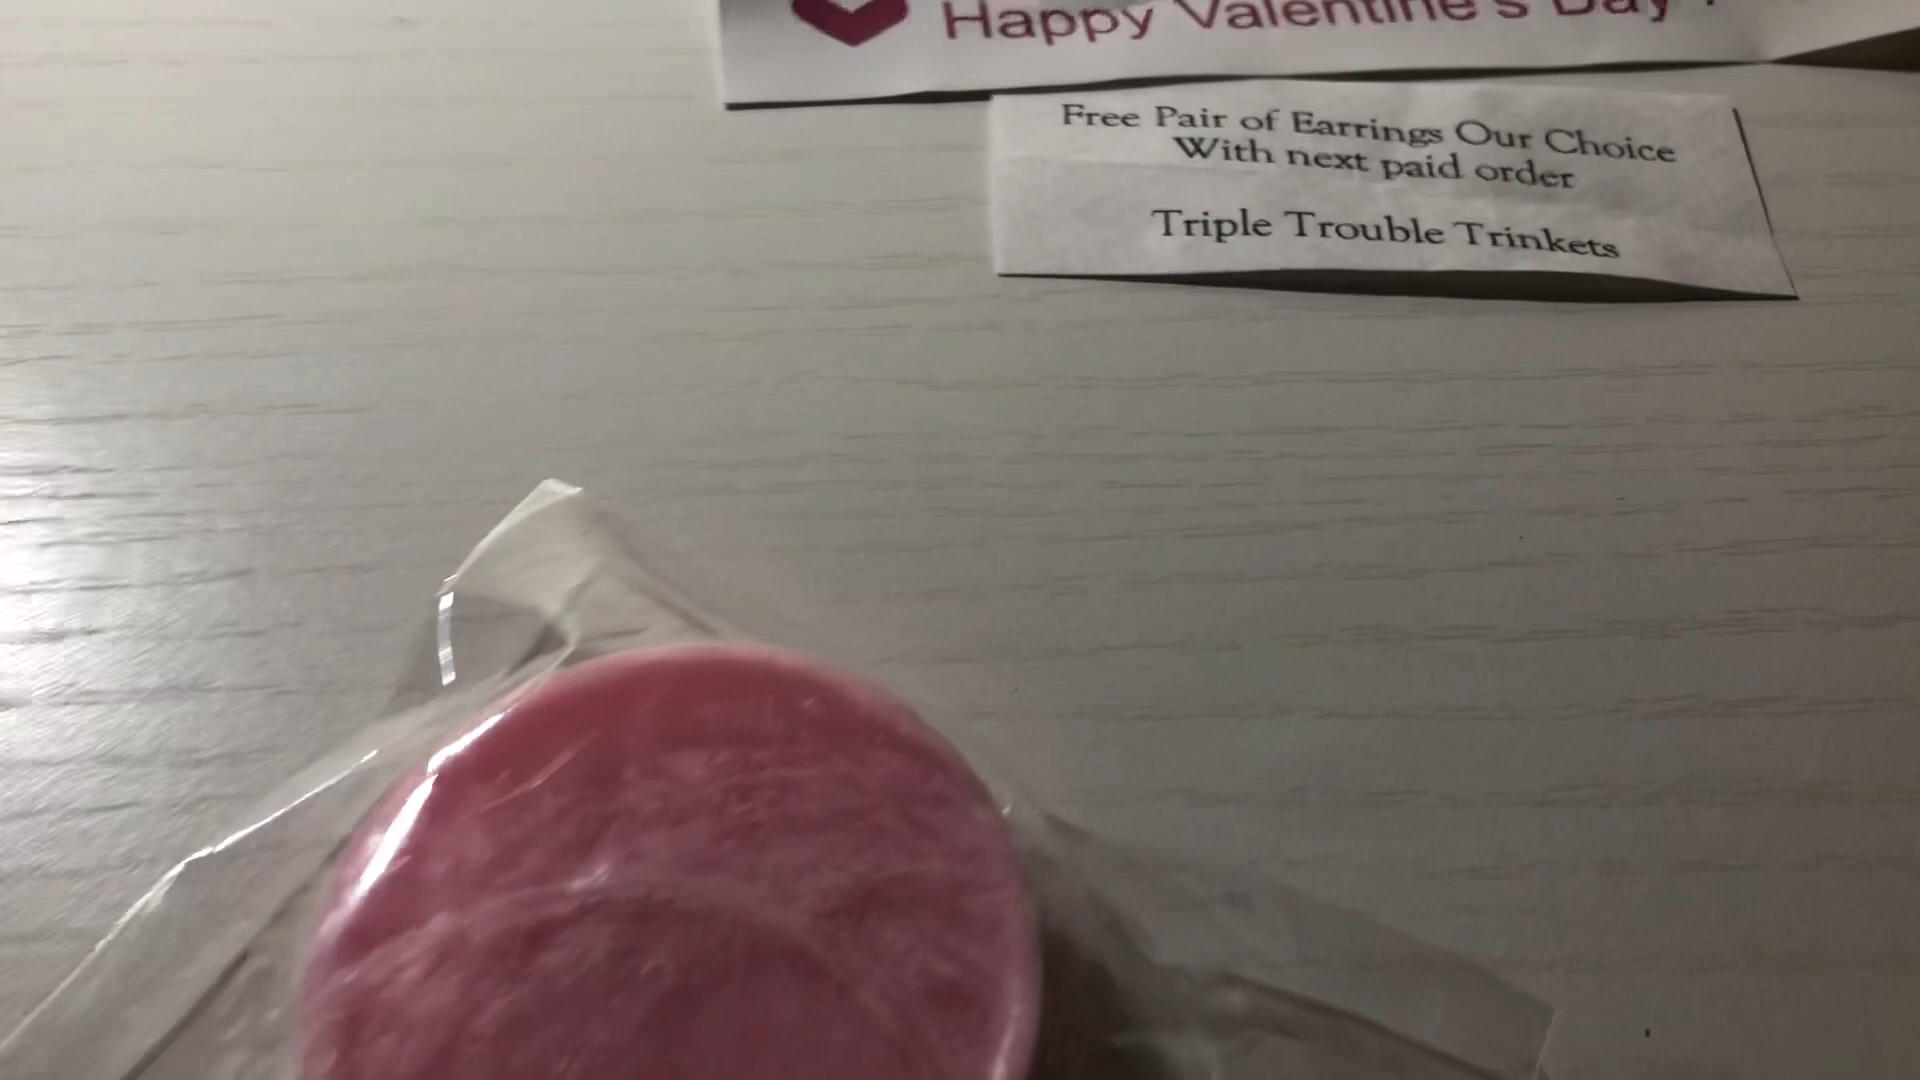 Happy Valentine's Day
Free Pair of Earrings Our Choice
With next paid order
Triple Trouble Trinkets